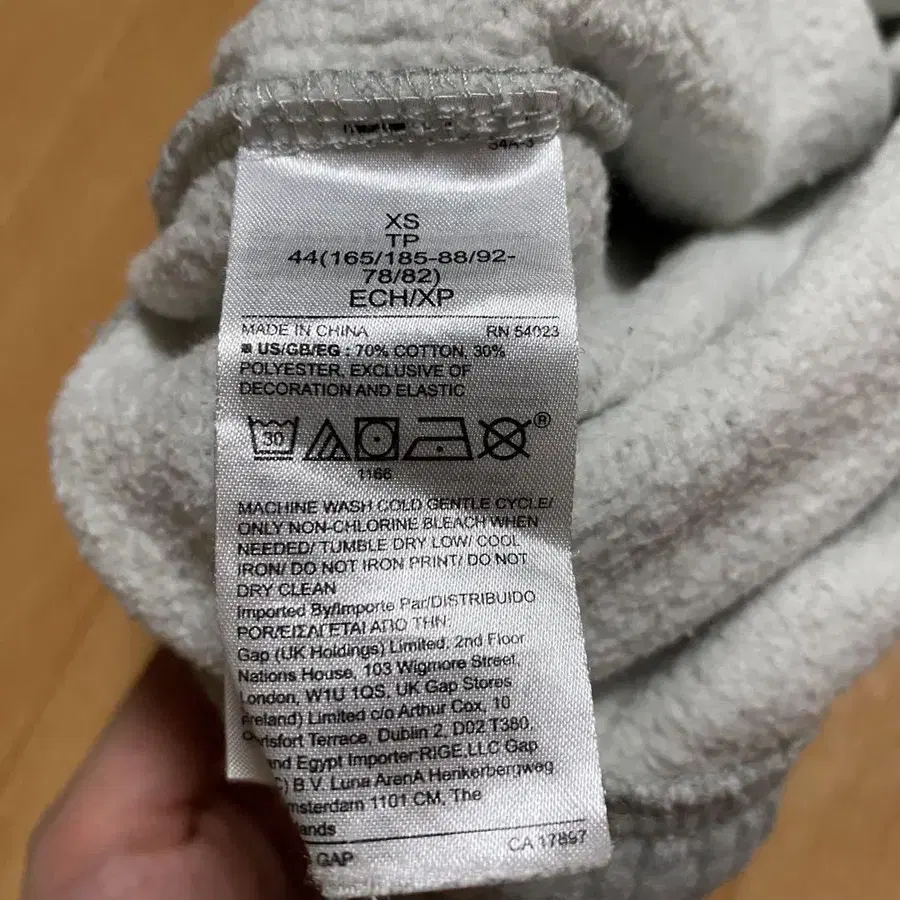 34A-3
XS
TP
44(165/185-88/92-
78/82)
ECH/XP
MADE IN CHINA RN 54023
US/GB/EG : 70% COTTON, 30%
POLYESTER, EXCLUSIVE OF
DECORATION AND ELASTIC
30 ®
1166
MACHINE WASH COLD GENTLE CYCLE/
ONLY NON-CHLORINE BLEACH WHEN
NEEDED/ TUMBLE DRY LOW/ COOL
IRON/ DO NOT IRON PRINT/ DO NOT
DRY CLEAN
Imported By/Importe Par/DISTRIBUIDO
POR/ΕΙΣΑΓΕΤΑΙ ΑΠΟ ΤΗΝ:
Gap (UK Holdings) Limited, 2nd Floor
Nations House, 103 Wigmore Street,
London, W1U 1QS, UK Gap Stores
Limited c/o Arthur Cox, 10
Terrace, Dublin 2, D02 T380,
and Egypt Importer RIGE LLC Gap
B.V. Luna ArenA Henkerbergweg
1101 CM, The
GAP CA 17897